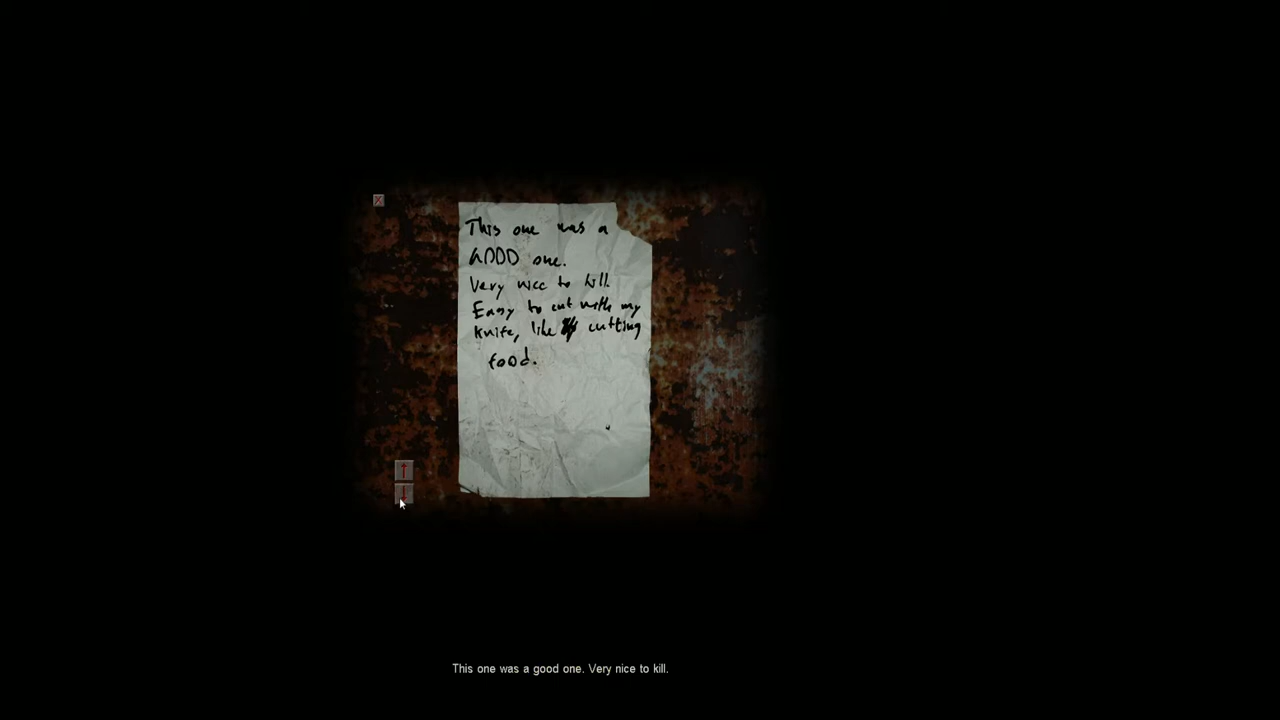 This one was a
GOOD one.
Very nice to kill.
Easy to cut with my
knife, like cutting
food.
This one was a good one. Very nice to kill.